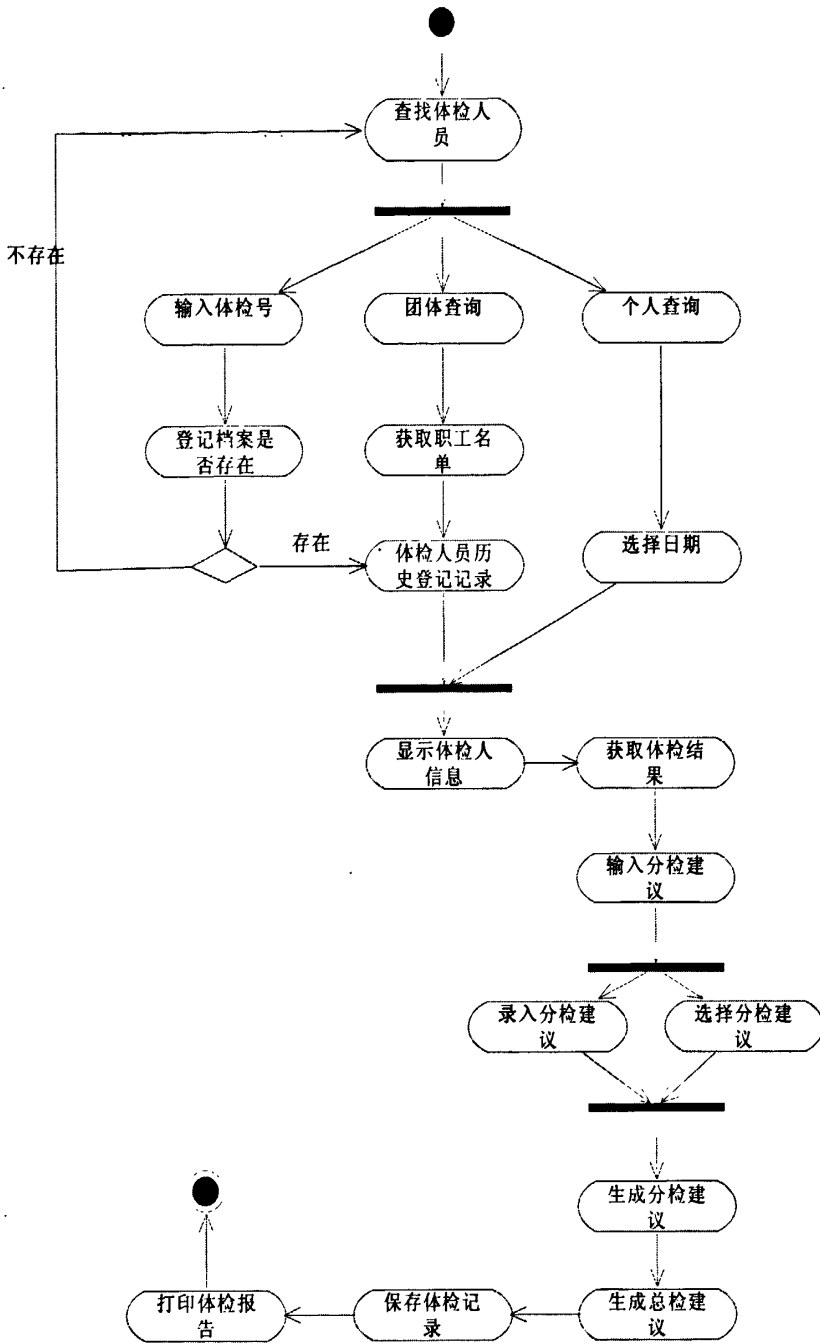 查找体检人
员
不存在
输入体检号
团体查询
个人查询
登记档案是
否存在
获取职工名
单
存在
体检人员历
史登记记录
选择日期
显示体检人
信息
获取体检结
果
输入分检建
议
录入分检建
议
选择分检建
议
生成分检建
议
打印体检报
告
保存体检记
录
生成总检建
议